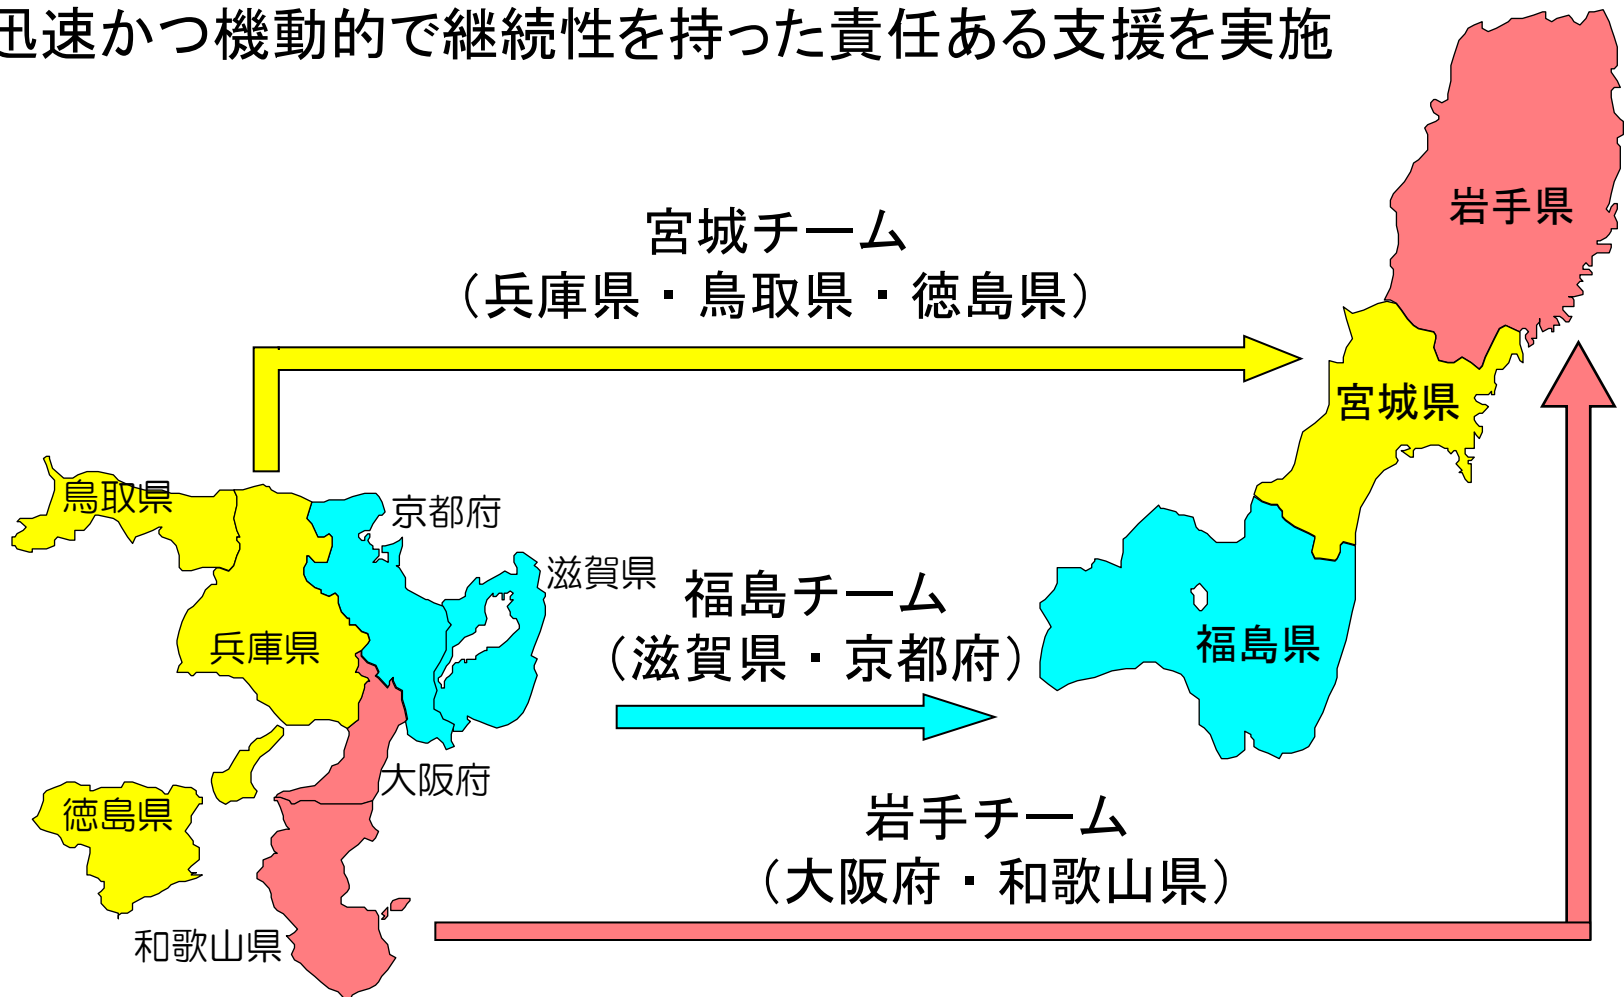 迅速かつ機動的で継続性を持った責任ある支援を実施
岩手県
宮城チーム
（兵庫県・鳥取県・徳島県）
宮城県
鳥取県
京都府
滋賀県
福島チーム
（滋賀県・京都府）
福島県
兵庫県
大阪府
徳島県
岩手チーム
（大阪府・和歌山県）
和歌山県